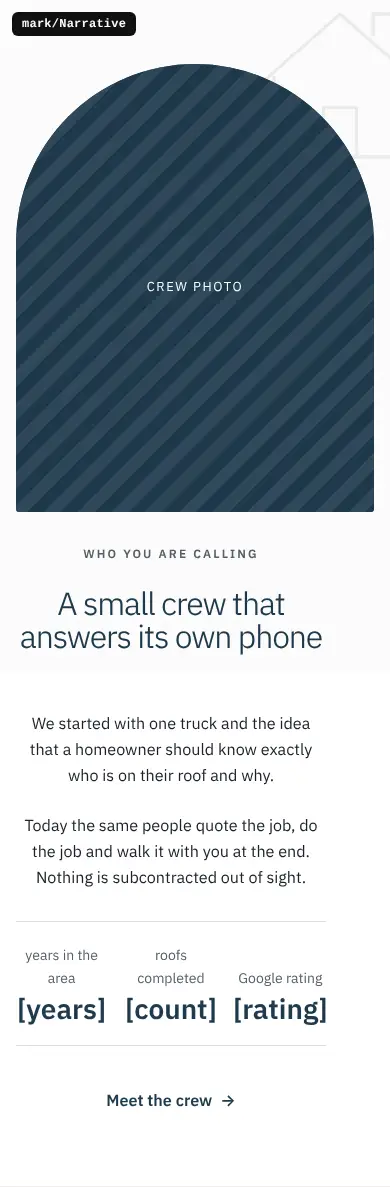 mark/Narrative
CREW PHOTO
WHO YOU ARE CALLING
A small crew that
answers its own phone
We started with one truck and the idea
that a homeowner should know exactly
who is on their roof and why.
Today the same people quote the job, do
the job and walk it with you at the end.
Nothing is subcontracted out of sight.
years in the area
[years]
roofs completed
[count]
Google rating
[rating]
Meet the crew →